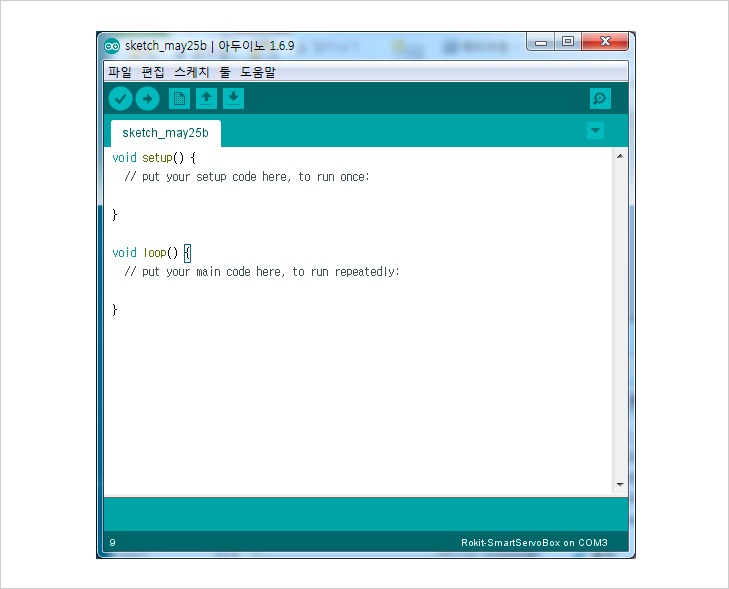 sketch_may25b | 아두이노 1.6.9
파일 편집 스케치 툴 도움말
sketch_may25b
void setup() {
// put your setup code here, to run once:
}
void loop() {
// put your main code here, to run repeatedly:
}
9 Rokit-SmartServoBox on COM3